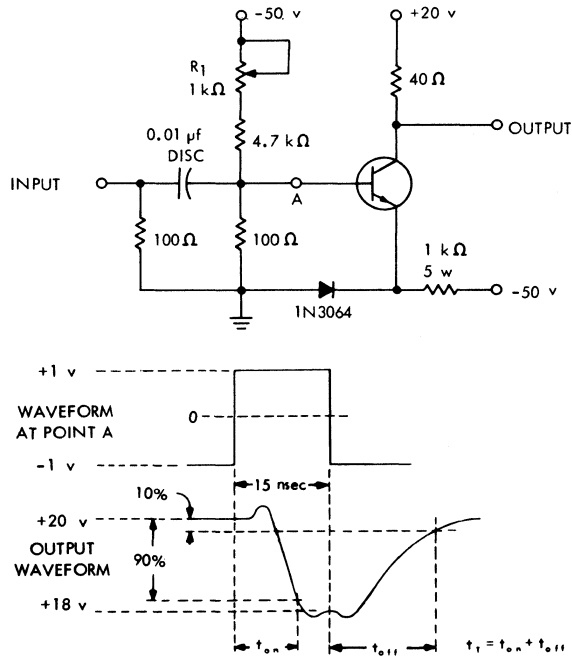 -50 v
+20 v
R1
1 kΩ
40 Ω
0.01 µf
DISC
4.7 kΩ
OUTPUT
INPUT
A
100 Ω
100 Ω
1 kΩ
5 w
1N3064
-50 v
+1 v
WAVEFORM
AT POINT A
0
-1 v
15 nsec
10%
+20 v
OUTPUT
WAVEFORM
90%
+18 v
ton
toff
tT = ton + toff